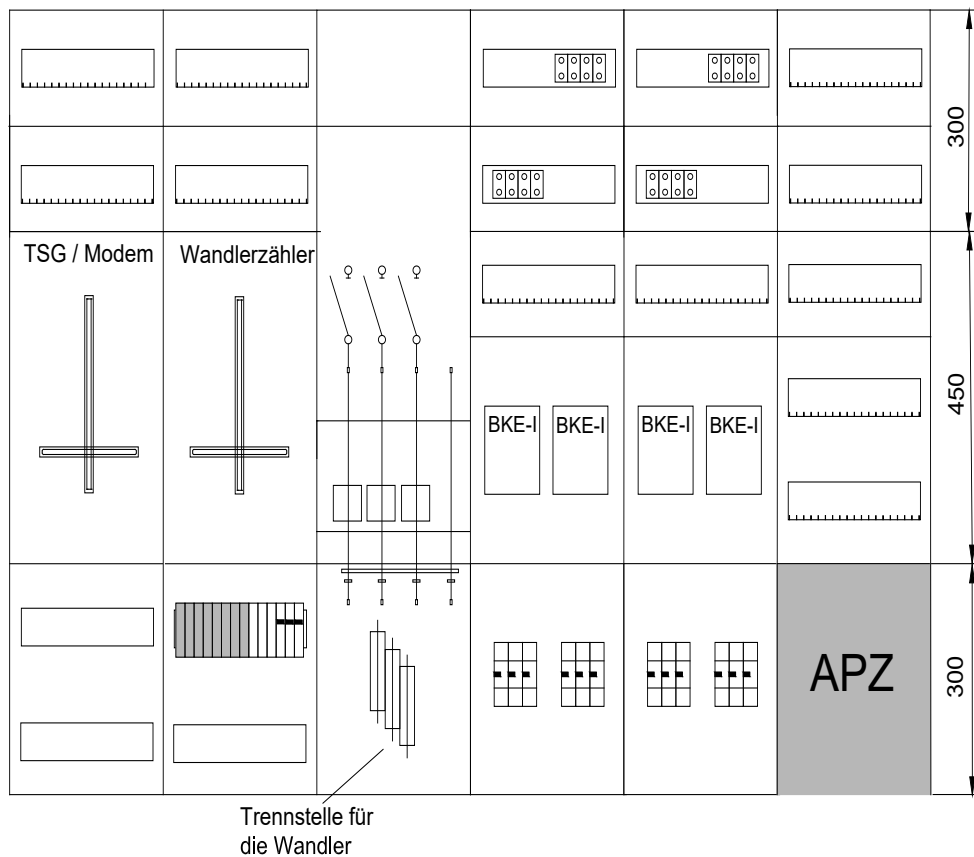 300
TSG / Modem
Wandlerzähler
450
BKE-I
BKE-I
BKE-I
BKE-I
APZ
300
Trennstelle für
die Wandler